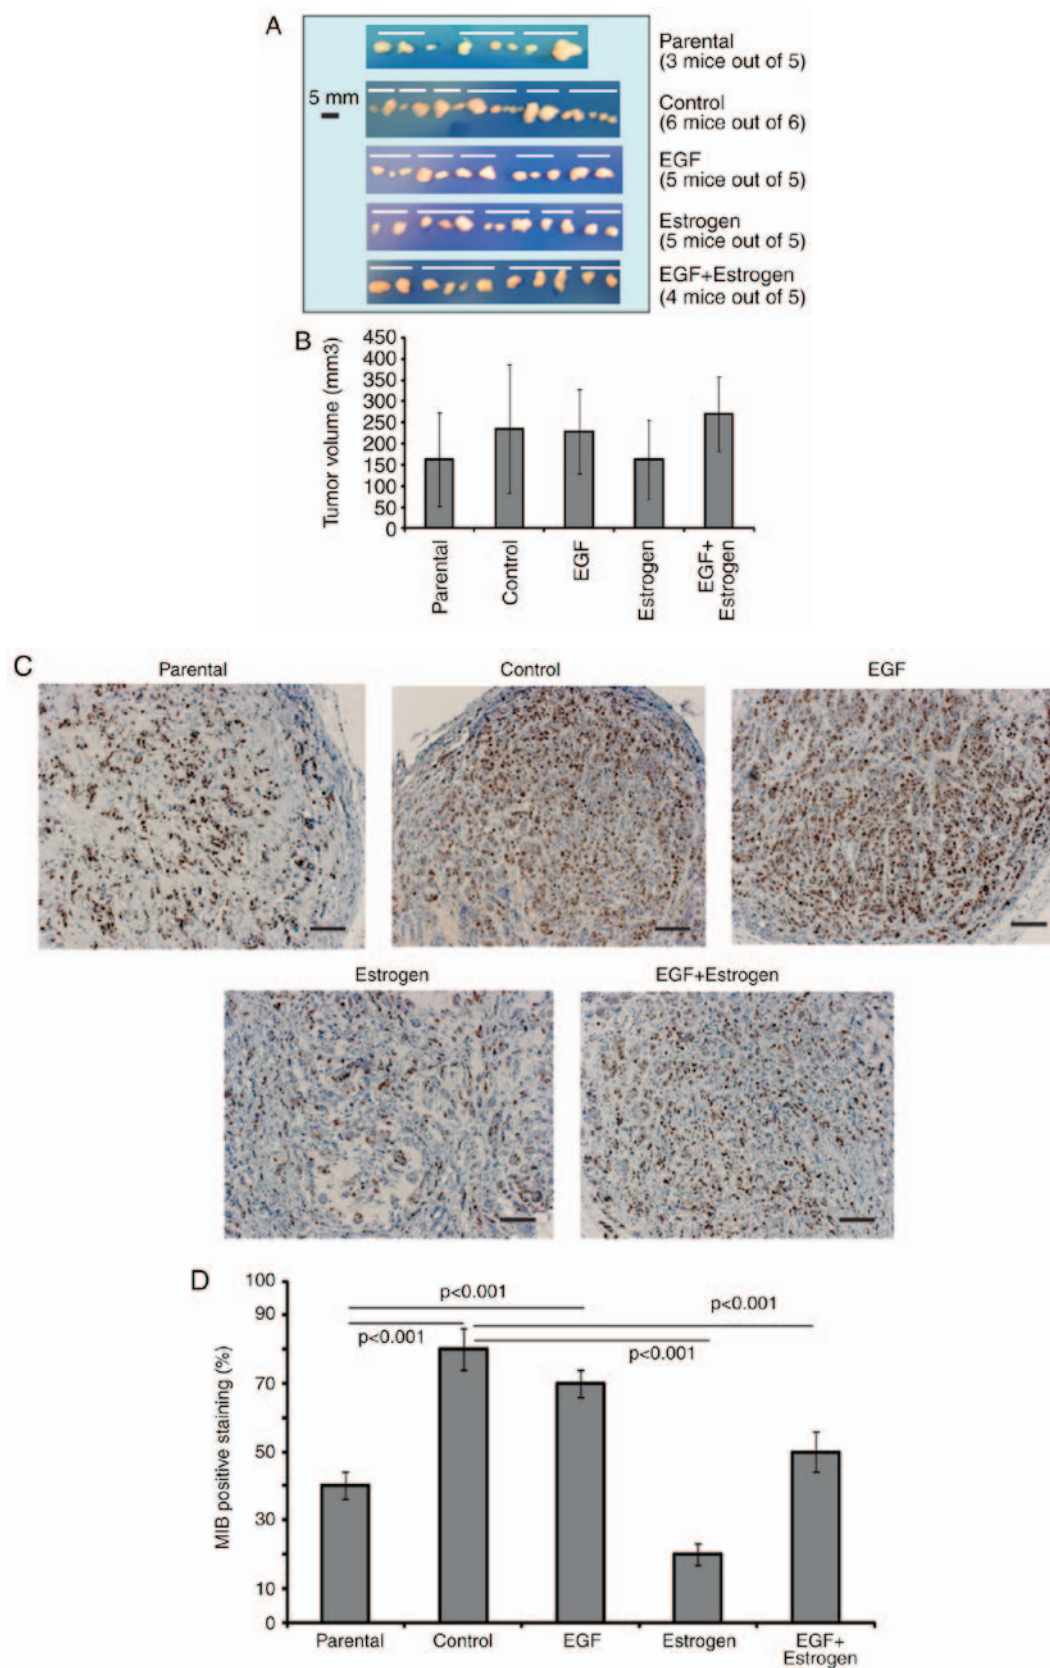 A
5 mm
Parental
(3 mice out of 5)
Control
(6 mice out of 6)
EGF
(5 mice out of 5)
Estrogen
(5 mice out of 5)
EGF+Estrogen
(4 mice out of 5)
B
Tumor volume (mm3)
450
400
350
300
250
200
150
100
50
0
Parental
Control
EGF
Estrogen
EGF+
Estrogen
C
Parental
Control
EGF
Estrogen
EGF+Estrogen
D
MIB positive staining (%)
100
90
70
50
30
10
0
p<0.001
p<0.001
p<0.001
p<0.001
Parental
Control
EGF
Estrogen
EGF+
Estrogen